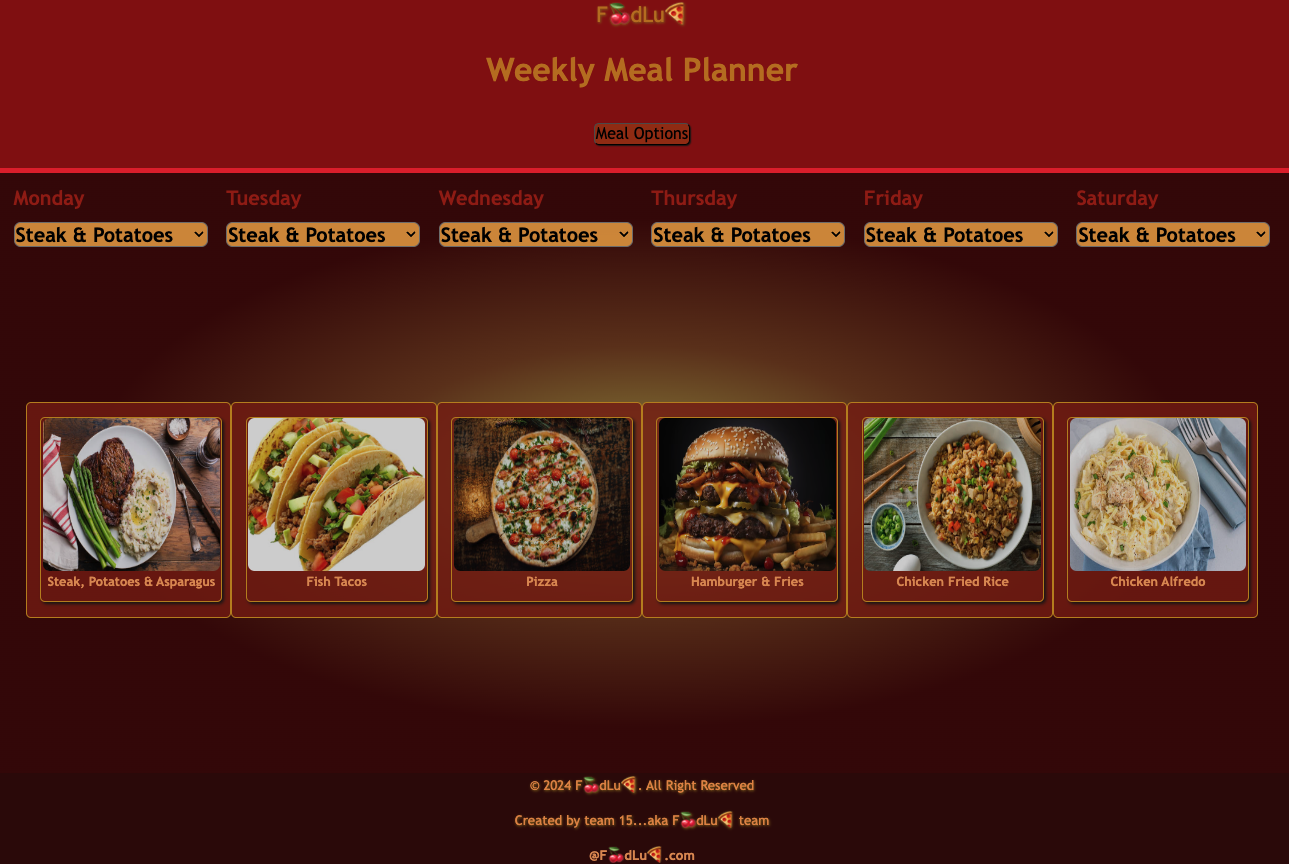 F🍒dLu🍕
Weekly Meal Planner
Meal Options
Monday Tuesday Wednesday Thursday Friday Saturday
Steak & Potatoes Steak & Potatoes Steak & Potatoes Steak & Potatoes Steak & Potatoes Steak & Potatoes
Steak, Potatoes & Asparagus Fish Tacos Pizza Hamburger & Fries Chicken Fried Rice Chicken Alfredo
© 2024 F🍒dLu🍕. All Right Reserved
Created by team 15...aka F🍒dLu🍕 team
@F🍒dLu🍕.com